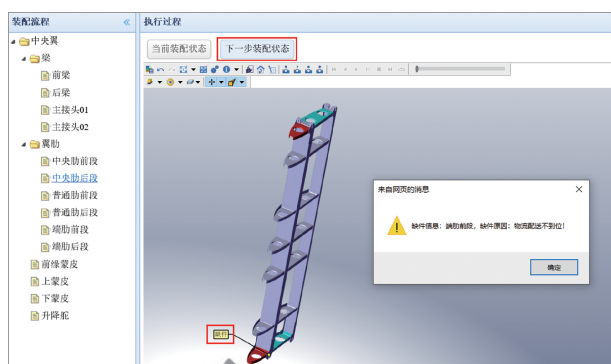 装配流程 «
执行过程
当前装配状态
下一步装配状态
中央翼
梁
前梁
后梁
主接头01
主接头02
翼肋
中央肋前段
中央肋后段
普通肋前段
普通肋后段
端肋前段
端肋后段
前缘蒙皮
上蒙皮
下蒙皮
升降舵
缺件
来自网页的消息
缺件信息：端肋前段，缺件原因：物流配送不到位！
确定